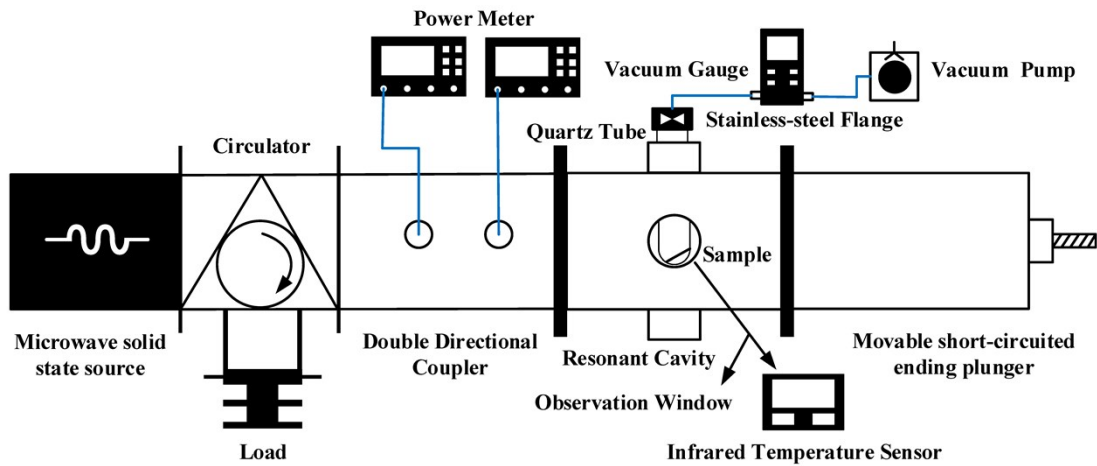 Power Meter
Vacuum Gauge
Vacuum Pump
Stainless-steel Flange
Quartz Tube
Circulator
Sample
Microwave solid
state source
Double Directional
Coupler
Resonant Cavity
Movable short-circuited
ending plunger
Observation Window
Load
Infrared Temperature Sensor